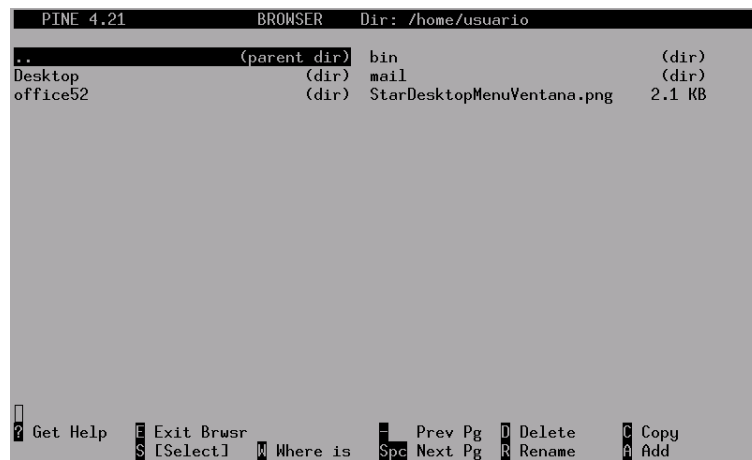 PINE 4.21 BROWSER Dir: /home/usuario
.. (parent dir) bin (dir)
Desktop (dir) mail (dir)
office52 (dir) StarDesktopMenuVentana.png 2.1 KB
? Get Help E Exit Brwsr - Prev Pg D Delete C Copy
S [Select] W Where is Spc Next Pg R Rename A Add